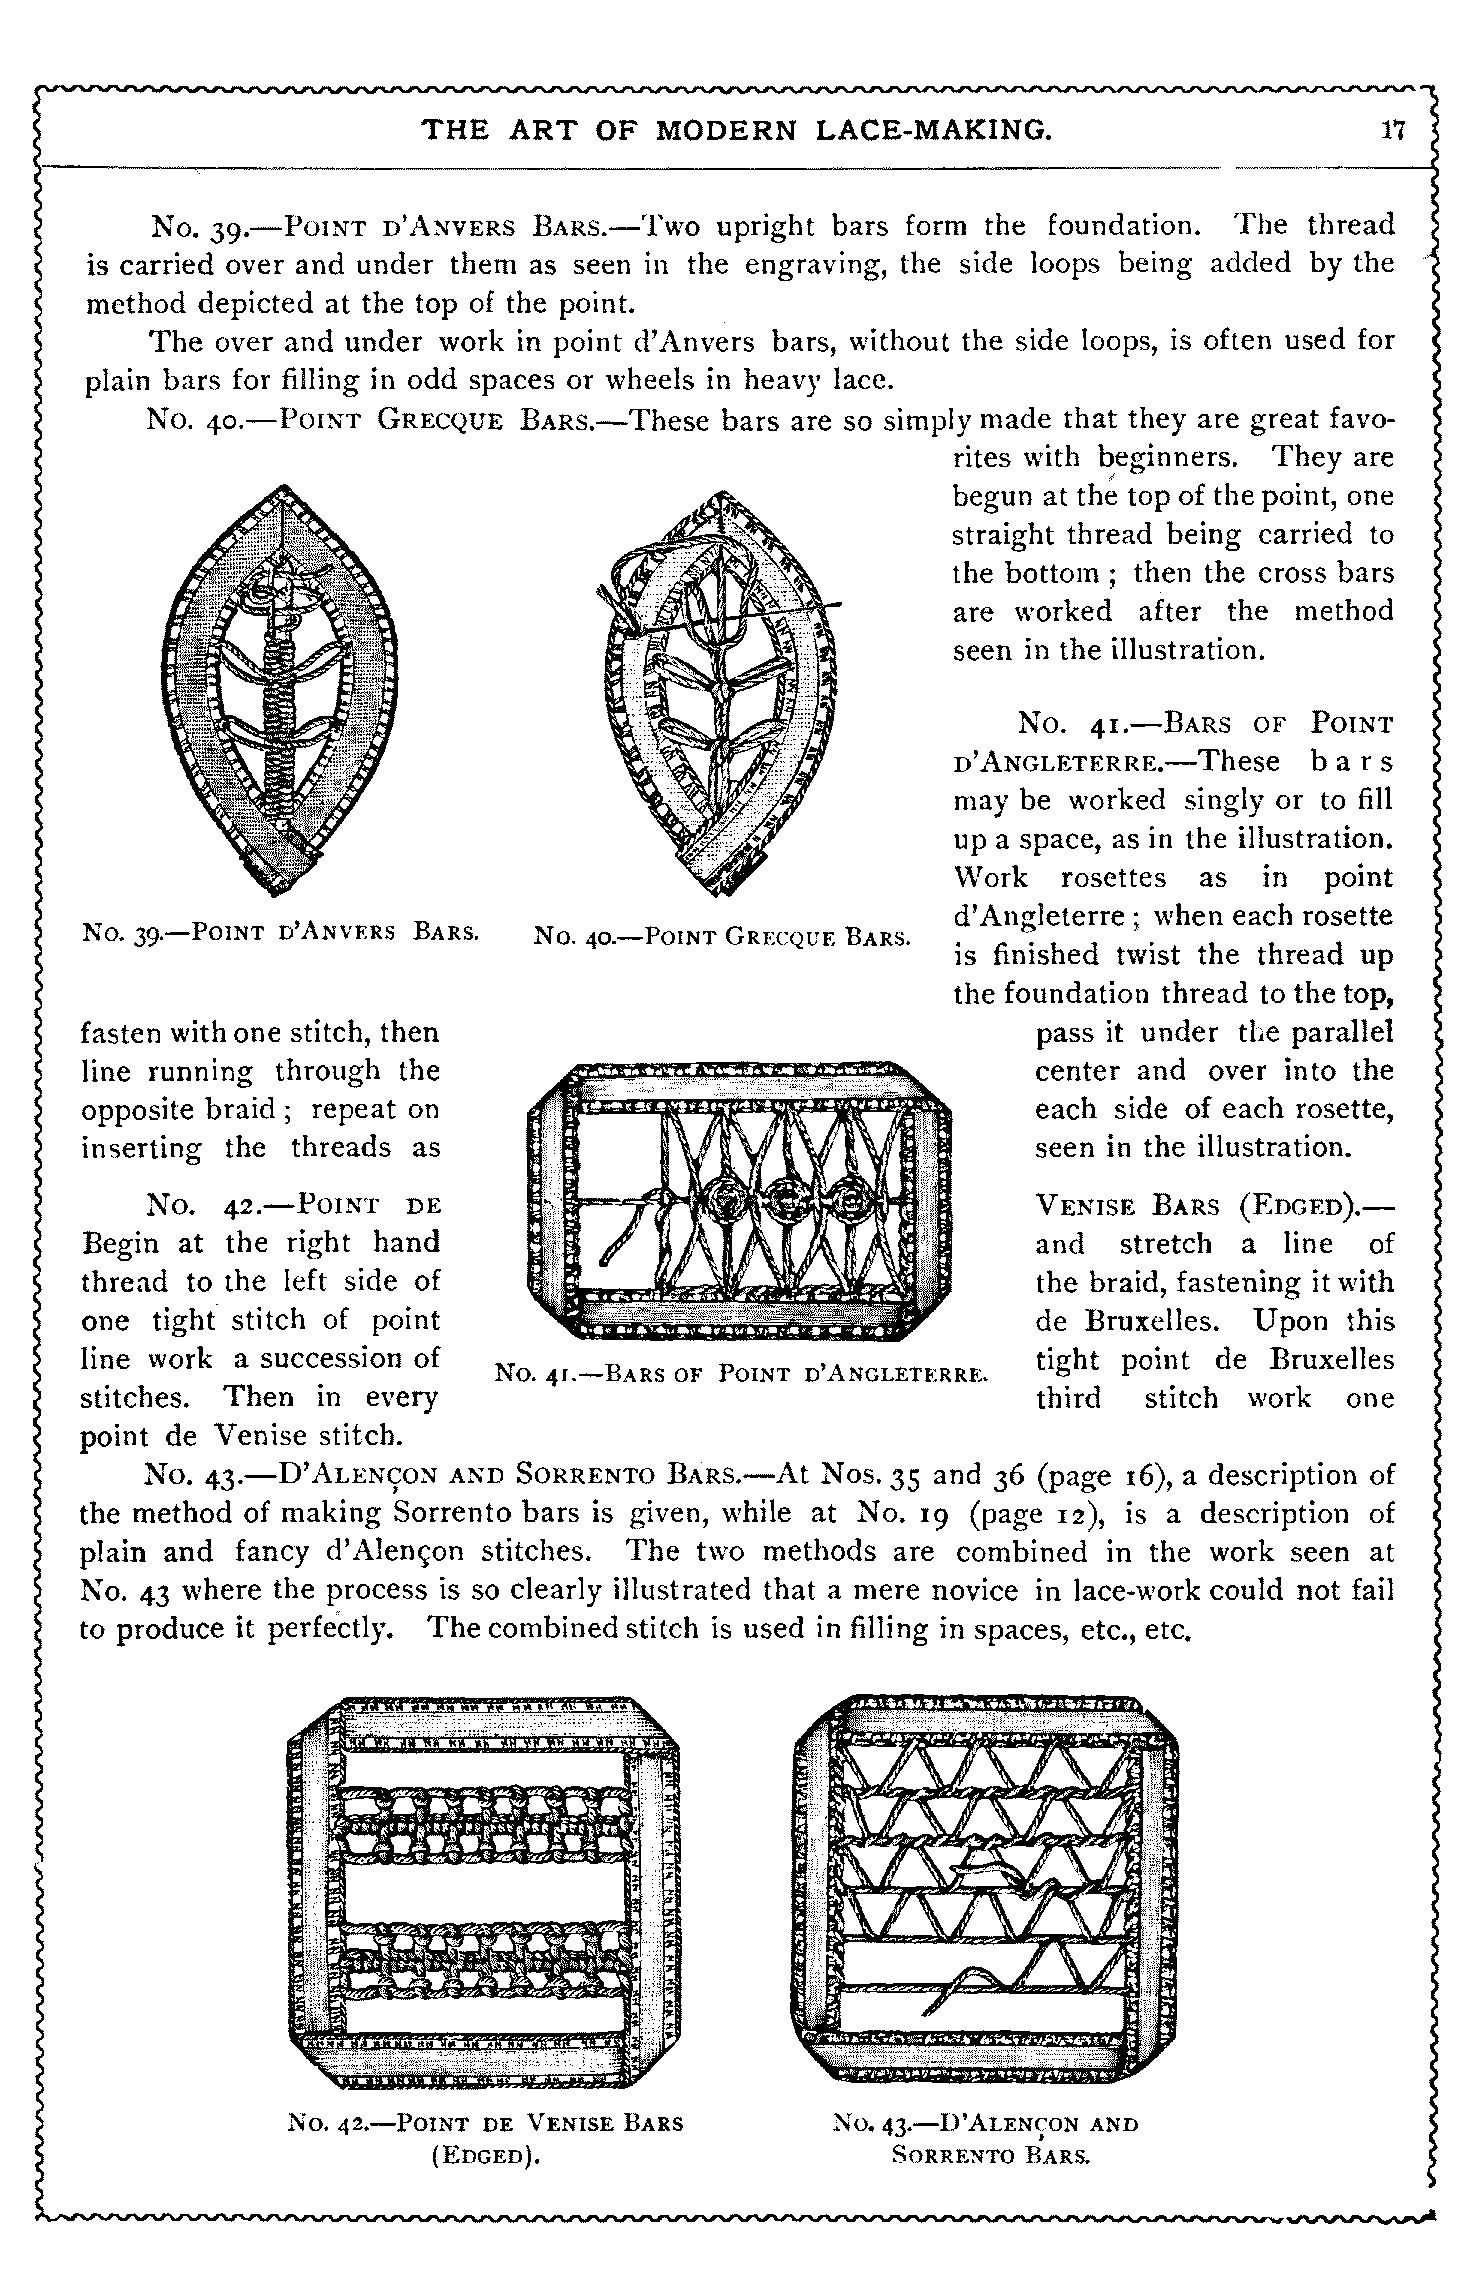 THE ART OF MODERN LACE-MAKING. 17
No. 39.—Point d'Anvers Bars.—Two upright bars form the foundation. The thread
is carried over and under them as seen in the engraving, the side loops being added by the
method depicted at the top of the point.
The over and under work in point d'Anvers bars, without the side loops, is often used for
plain bars for filling in odd spaces or wheels in heavy lace.
No. 40.—Point Grecque Bars.—These bars are so simply made that they are great favo-
rites with beginners. They are
begun at the top of the point, one
straight thread being carried to
the bottom; then the cross bars
are worked after the method
seen in the illustration.
No. 41.—Bars of Point
d'Angleterre.—These bars
may be worked singly or to fill
up a space, as in the illustration.
Work rosettes as in point
d'Angleterre; when each rosette
is finished twist the thread up
the foundation thread to the top,
No. 39.—Point d'Anvers Bars.
No. 40.—Point Grecque Bars.
fasten with one stitch, then pass it under the parallel
line running through the center and over into the
opposite braid; repeat on each side of each rosette,
inserting the threads as seen in the illustration.
No. 42.—Point de Venise Bars (Edged).—
Begin at the right hand and stretch a line of
thread to the left side of the braid, fastening it with
one tight stitch of point de Bruxelles. Upon this
line work a succession of tight point de Bruxelles
stitches. Then in every third stitch work one
point de Venise stitch.
No. 41.—Bars of Point d'Angleterre.
No. 43.—D'Alençon and Sorrento Bars.—At Nos. 35 and 36 (page 16), a description of
the method of making Sorrento bars is given, while at No. 19 (page 12), is a description of
plain and fancy d'Alençon stitches. The two methods are combined in the work seen at
No. 43 where the process is so clearly illustrated that a mere novice in lace-work could not fail
to produce it perfectly. The combined stitch is used in filling in spaces, etc., etc.
No. 42.—Point de Venise Bars
(Edged).
No. 43.—D'Alençon and
Sorrento Bars.